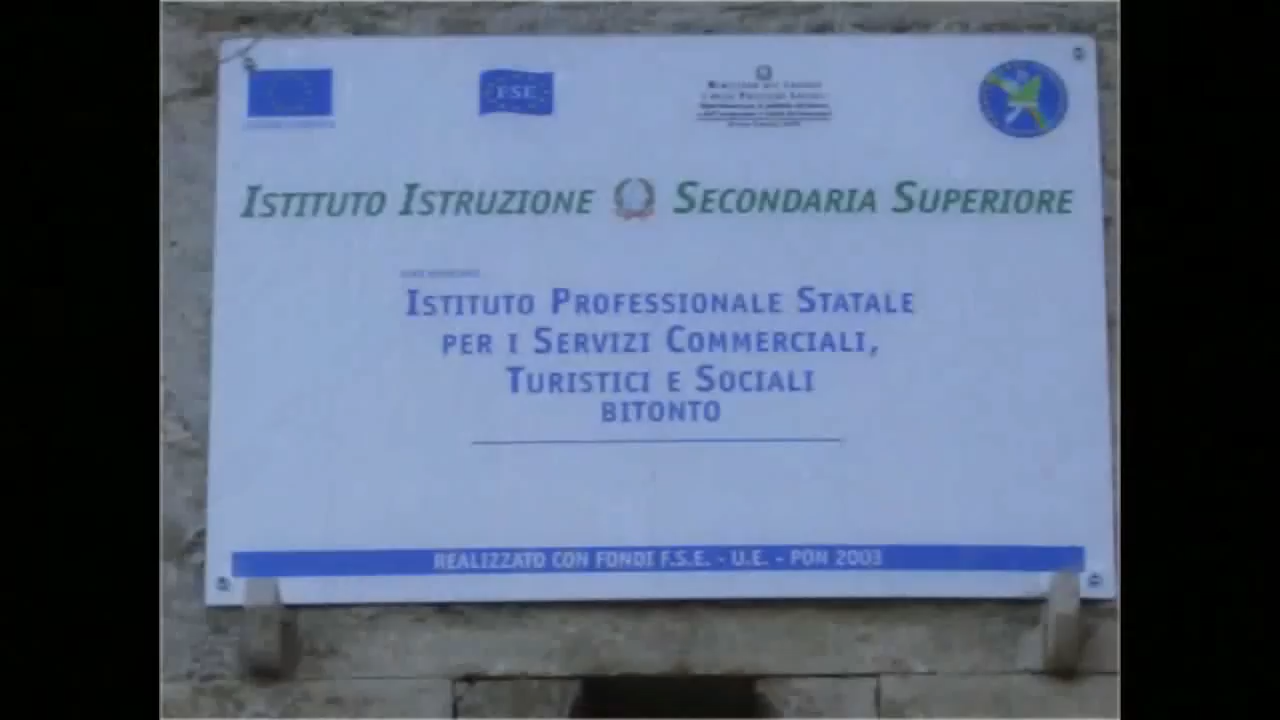 FSE
Istituto Istruzione Secondaria Superiore
Istituto Professionale Statale
per i Servizi Commerciali,
Turistici e Sociali
BITONTO
REALIZZATO CON FONDI F.S.E. - U.E. - PON 2003